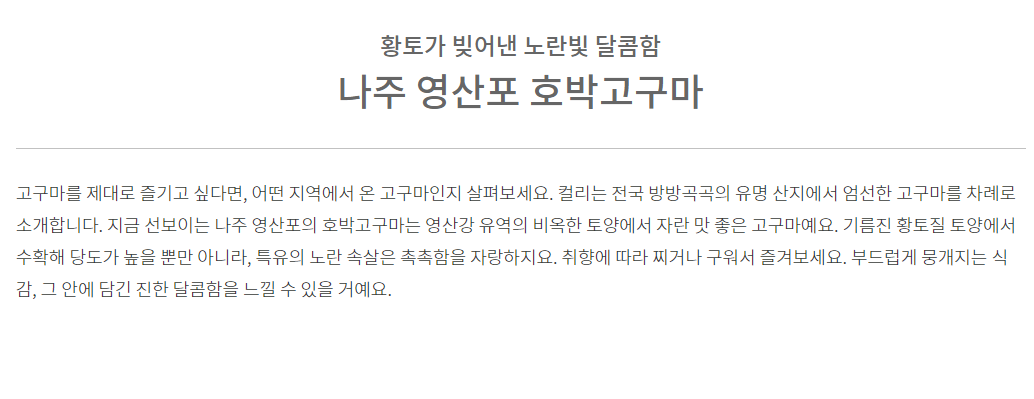 황토가 빚어낸 노란빛 달콤함
나주 영산포 호박고구마
고구마를 제대로 즐기고 싶다면, 어떤 지역에서 온 고구마인지 살펴보세요. 컬리는 전국 방방곡곡의 유명 산지에서 엄선한 고구마를 차례로
소개합니다. 지금 선보이는 나주 영산포의 호박고구마는 영산강 유역의 비옥한 토양에서 자란 맛 좋은 고구마예요. 기름진 황토질 토양에서
수확해 당도가 높을 뿐만 아니라, 특유의 노란 속살은 촉촉함을 자랑하지요. 취향에 따라 찌거나 구워서 즐겨보세요. 부드럽게 뭉개지는 식
감, 그 안에 담긴 진한 달콤함을 느낄 수 있을 거예요.